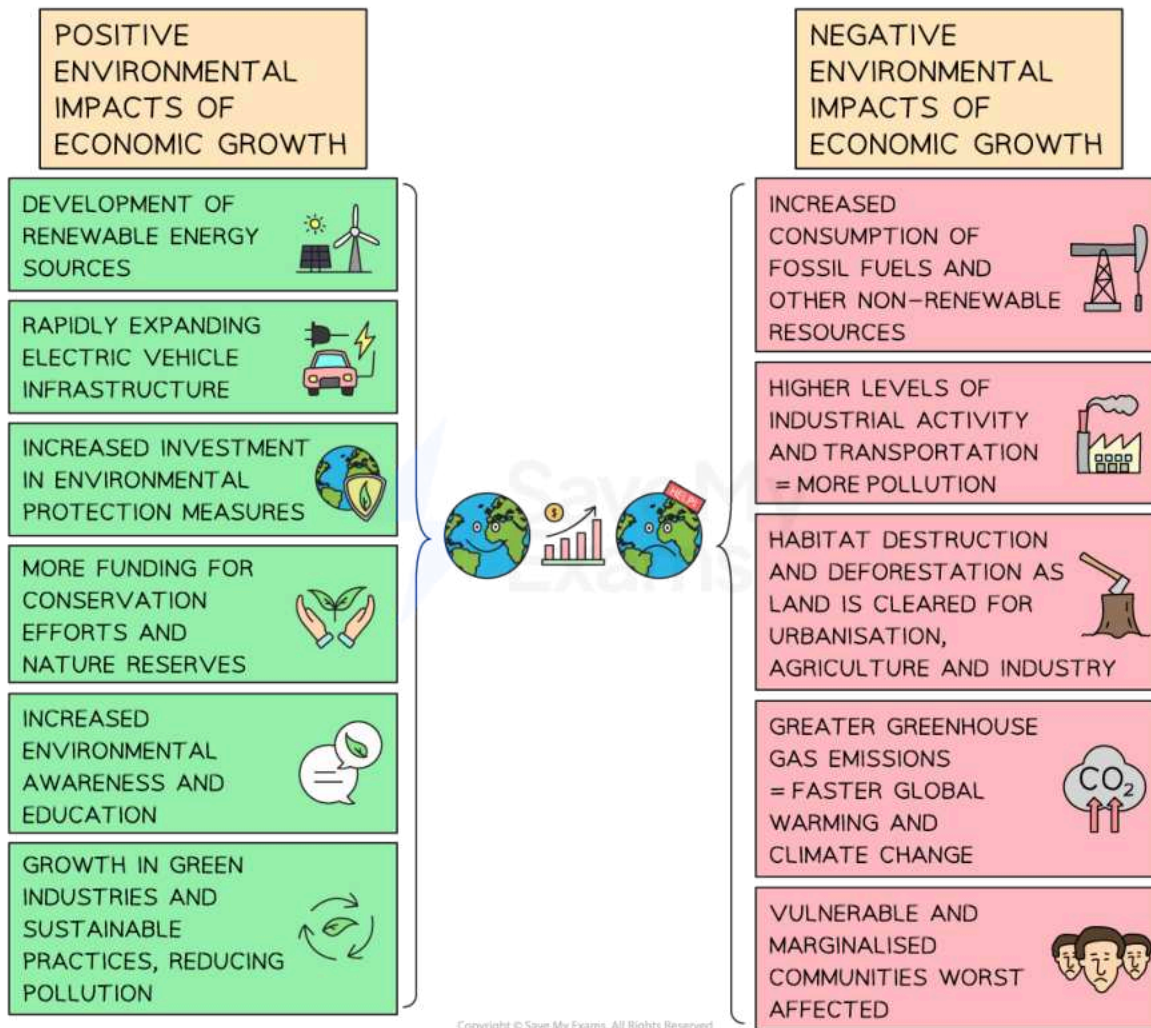 POSITIVE
ENVIRONMENTAL
IMPACTS OF
ECONOMIC GROWTH
DEVELOPMENT OF
RENEWABLE ENERGY
SOURCES
RAPIDLY EXPANDING
ELECTRIC VEHICLE
INFRASTRUCTURE
INCREASED INVESTMENT
IN ENVIRONMENTAL
PROTECTION MEASURES
MORE FUNDING FOR
CONSERVATION
EFFORTS AND
NATURE RESERVES
INCREASED
ENVIRONMENTAL
AWARENESS AND
EDUCATION
GROWTH IN GREEN
INDUSTRIES AND
SUSTAINABLE
PRACTICES, REDUCING
POLLUTION
$
HELP!
Save My
Exams
NEGATIVE
ENVIRONMENTAL
IMPACTS OF
ECONOMIC GROWTH
INCREASED
CONSUMPTION OF
FOSSIL FUELS AND
OTHER NON-RENEWABLE
RESOURCES
HIGHER LEVELS OF
INDUSTRIAL ACTIVITY
AND TRANSPORTATION
= MORE POLLUTION
HABITAT DESTRUCTION
AND DEFORESTATION AS
LAND IS CLEARED FOR
URBANISATION,
AGRICULTURE AND INDUSTRY
GREATER GREENHOUSE
GAS EMISSIONS
= FASTER GLOBAL
WARMING AND
CLIMATE CHANGE
CO₂
VULNERABLE AND
MARGINALISED
COMMUNITIES WORST
AFFECTED
Copyright © Save My Exams. All Rights Reserved